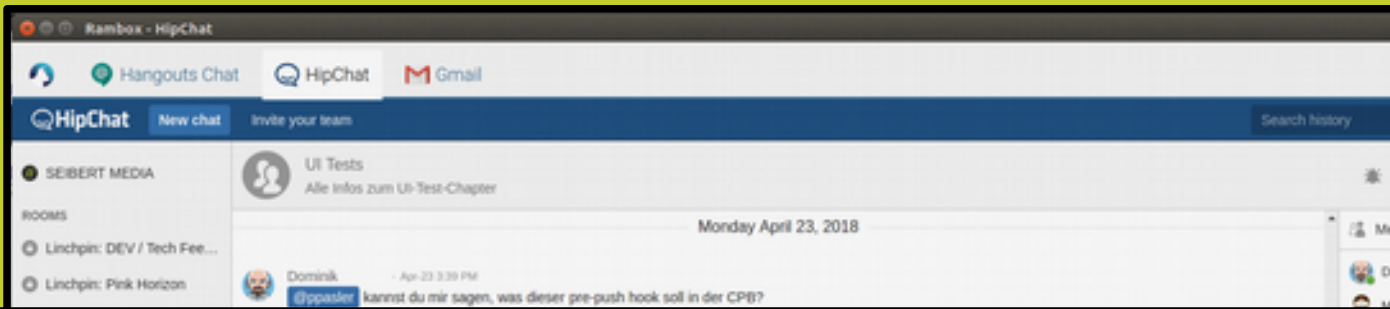 Rambox - HipChat
Hangouts Chat HipChat Gmail
HipChat New chat Invite your team Search history
SEIBERT MEDIA
UI Tests
Alle Infos zum UI-Test-Chapter
ROOMS
Monday April 23, 2018
Linchpin: DEV / Tech Fee...
Linchpin: Pink Horizon
Dominik - Apr-23 3:39 PM
@ppasler kannst du mir sagen, was dieser pre-push hook soll in der CPB?